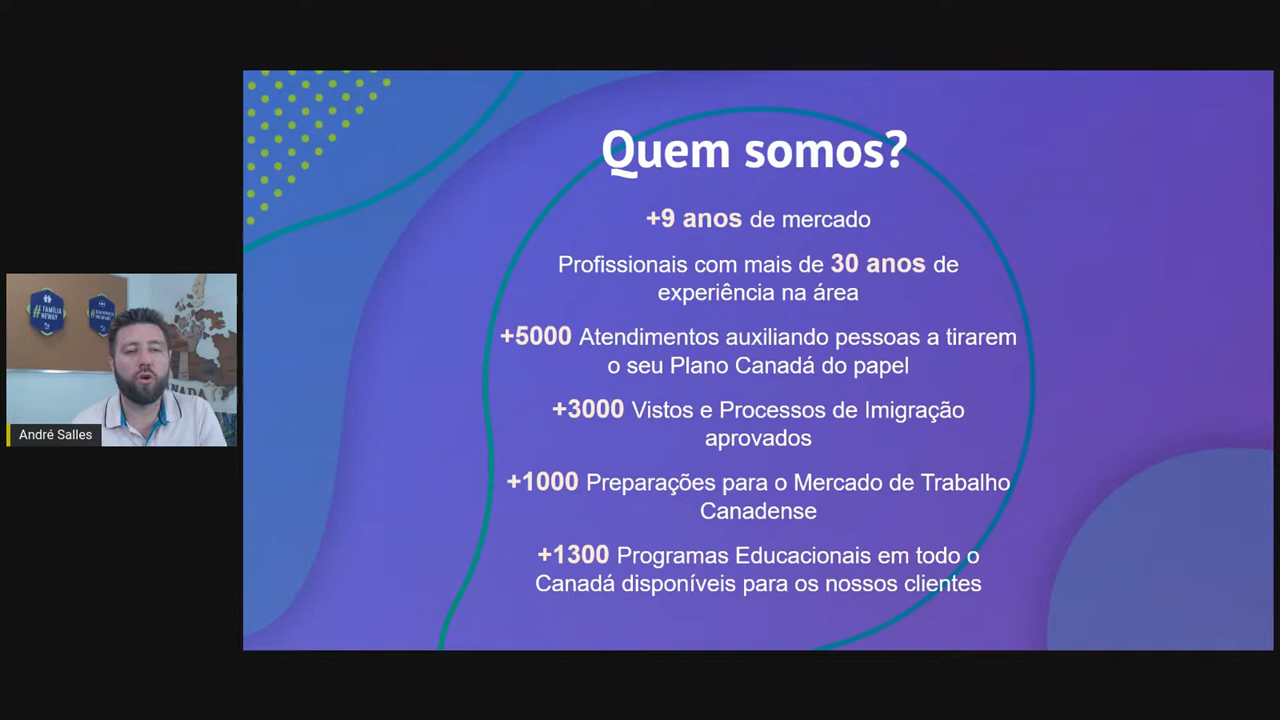 Quem somos?
+9 anos de mercado
Profissionais com mais de 30 anos de
experiência na área
+5000 Atendimentos auxiliando pessoas a tirarem
o seu Plano Canadá do papel
+3000 Vistos e Processos de Imigração
aprovados
+1000 Preparações para o Mercado de Trabalho
Canadense
+1300 Programas Educacionais em todo o
Canadá disponíveis para os nossos clientes
#FAMÍLIA
NEWAY
André Salles